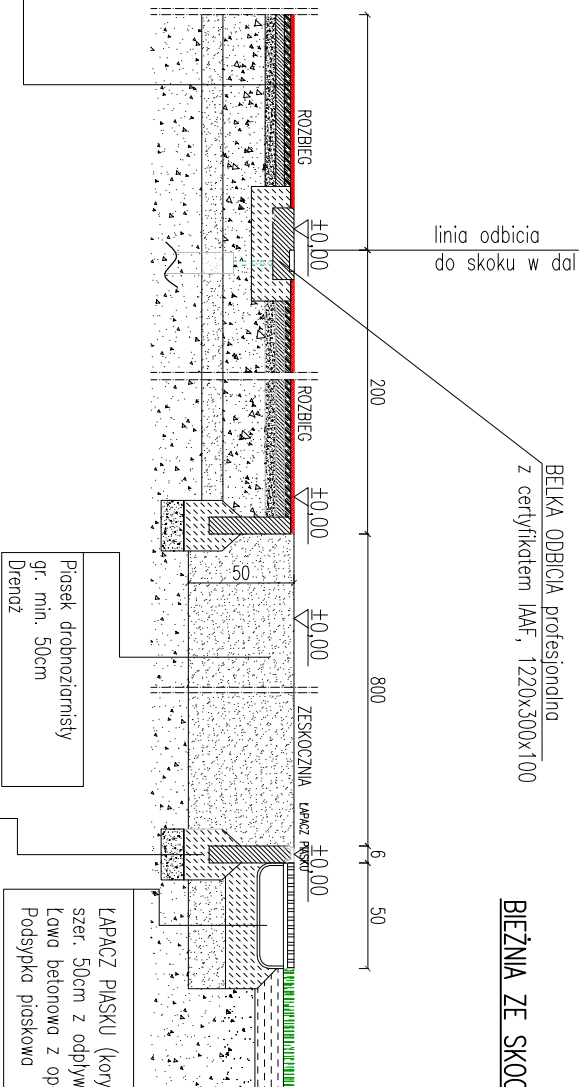 BIEŻNIA ZE SKOC
BELKA ODBICIA profesjonalna
z certyfikatem IAAF, 1220x300x100
linia odbicia
do skoku w dal
200
800
6
50
ROZBIEG
±0,00
ROZBIEG
±0,00
±0,00
ZESKOCZNIA
ŁAPACZ PIASKU
±0,00
50
Piasek drobnoziarnisty
gr. min. 50cm
Drenaż
ŁAPACZ PIASKU (kory
szer. 50cm z odpływ
Ława betonowa z op
Podsypka piaskowa